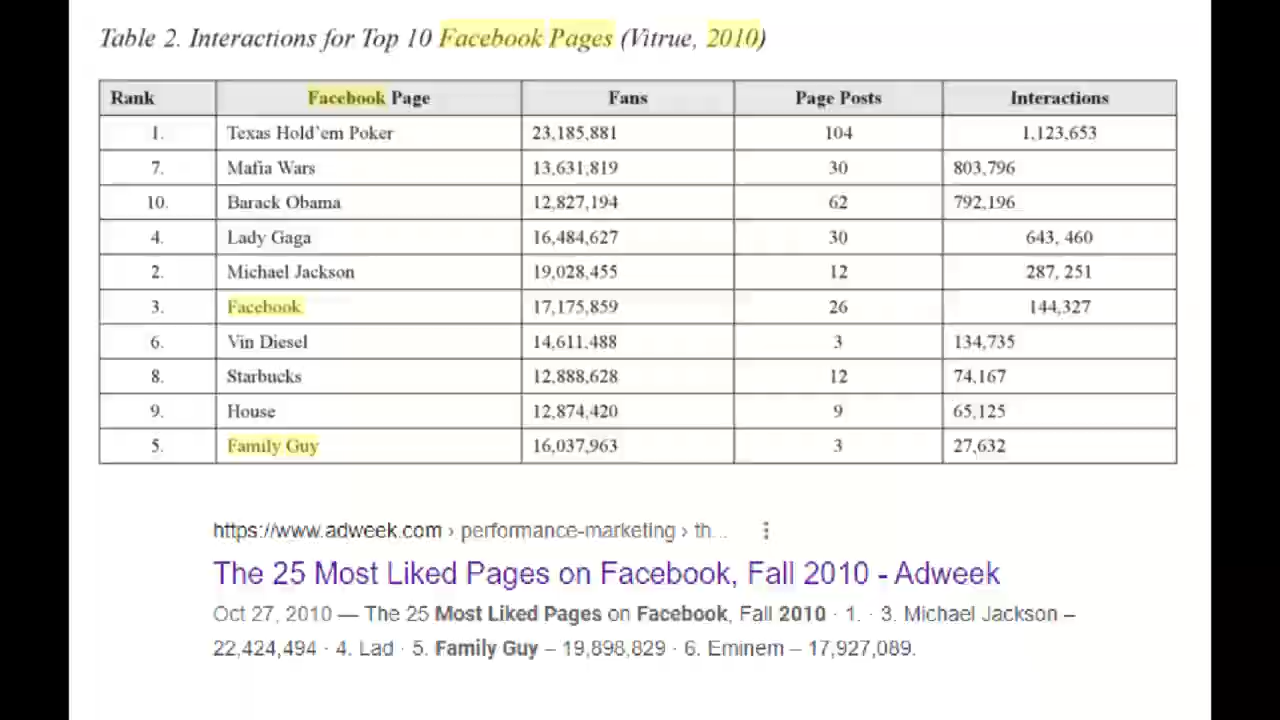 Table 2. Interactions for Top 10 Facebook Pages (Vitrue, 2010)
Rank Facebook Page Fans Page Posts Interactions
1. Texas Hold'em Poker 23,185,881 104 1,123,653
7. Mafia Wars 13,631,819 30 803,796
10. Barack Obama 12,827,194 62 792,196
4. Lady Gaga 16,484,627 30 643, 460
2. Michael Jackson 19,028,455 12 287, 251
3. Facebook 17,175,859 26 144,327
6. Vin Diesel 14,611,488 3 134,735
8. Starbucks 12,888,628 12 74,167
9. House 12,874,420 9 65,125
5. Family Guy 16,037,963 3 27,632
https://www.adweek.com › performance-marketing › th...
The 25 Most Liked Pages on Facebook, Fall 2010 - Adweek
Oct 27, 2010 — The 25 Most Liked Pages on Facebook, Fall 2010 · 1. · 3. Michael Jackson –
22,424,494 · 4. Lad · 5. Family Guy – 19,898,829 · 6. Eminem – 17,927,089.